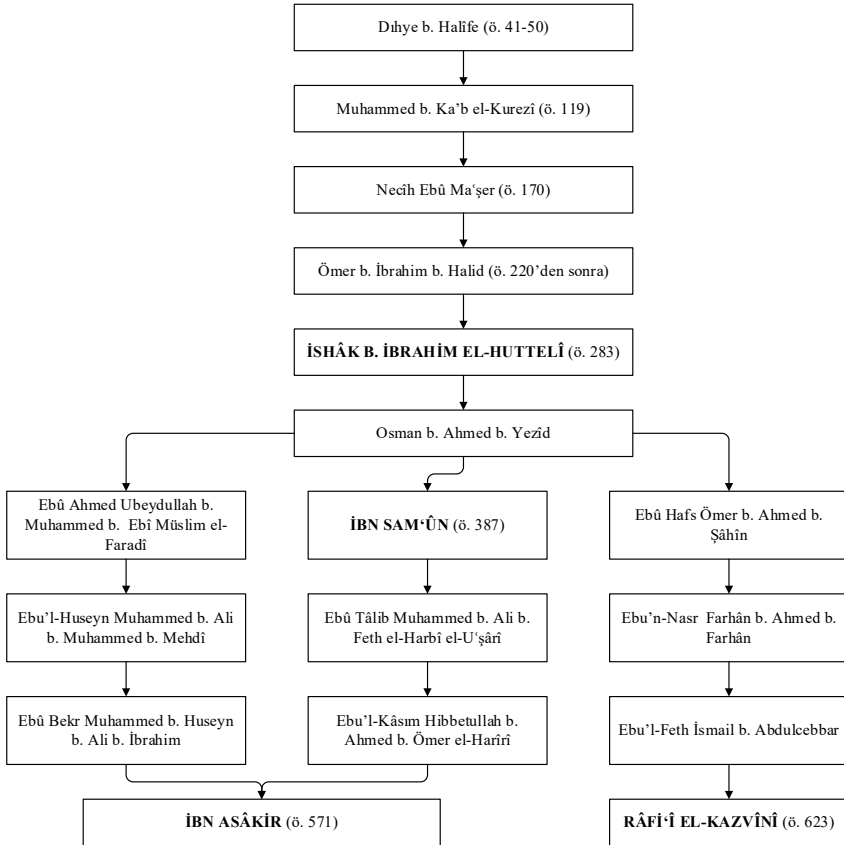 Dıhye b. Halîfe (ö. 41-50)
Muhammed b. Ka'b el-Kurezî (ö. 119)
Necîh Ebû Ma‘şer (ö. 170)
Ömer b. İbrahim b. Halid (ö. 220’den sonra)
İSHÂK B. İBRAHİM EL-HUTTELÎ (ö. 283)
Osman b. Ahmed b. Yezîd
Ebû Ahmed Ubeydullah b.
Muhammed b. Ebî Müslim el-
Faradî
Ebu’l-Huseyn Muhammed b. Ali
b. Muhammed b. Mehdî
Ebû Bekr Muhammed b. Huseyn
b. Ali b. İbrahim
İBN SAM‘ÛN (ö. 387)
Ebû Tâlib Muhammed b. Ali b.
Feth el-Harbî el-U‘şârî
Ebu’l-Kâsım Hibbetullah b.
Ahmed b. Ömer el-Harîrî
İBN ASÂKİR (ö. 571)
Ebû Hafs Ömer b. Ahmed b.
Şâhîn
Ebu’n-Nasr Farhân b. Ahmed b.
Farhân
Ebu’l-Feth İsmail b. Abdulcebbar
RÂFİ‘Î EL-KAZVÎNÎ (ö. 623)